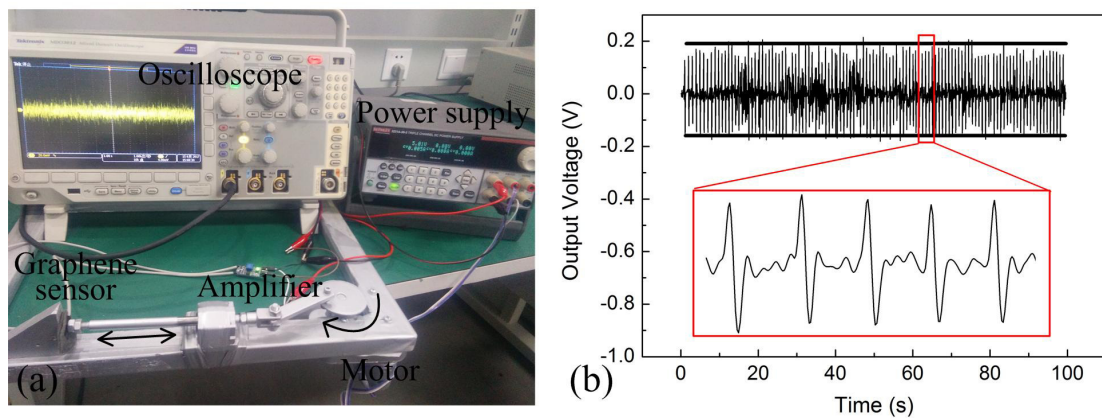 Tektronix
Oscilloscope
Power supply
Graphene
sensor
Amplifier
Motor
(a)
Output Voltage (V)
0.2
0.0
-0.2
-0.4
-0.6
-0.8
-1.0
0 20 40 60 80 100
Time (s)
(b)